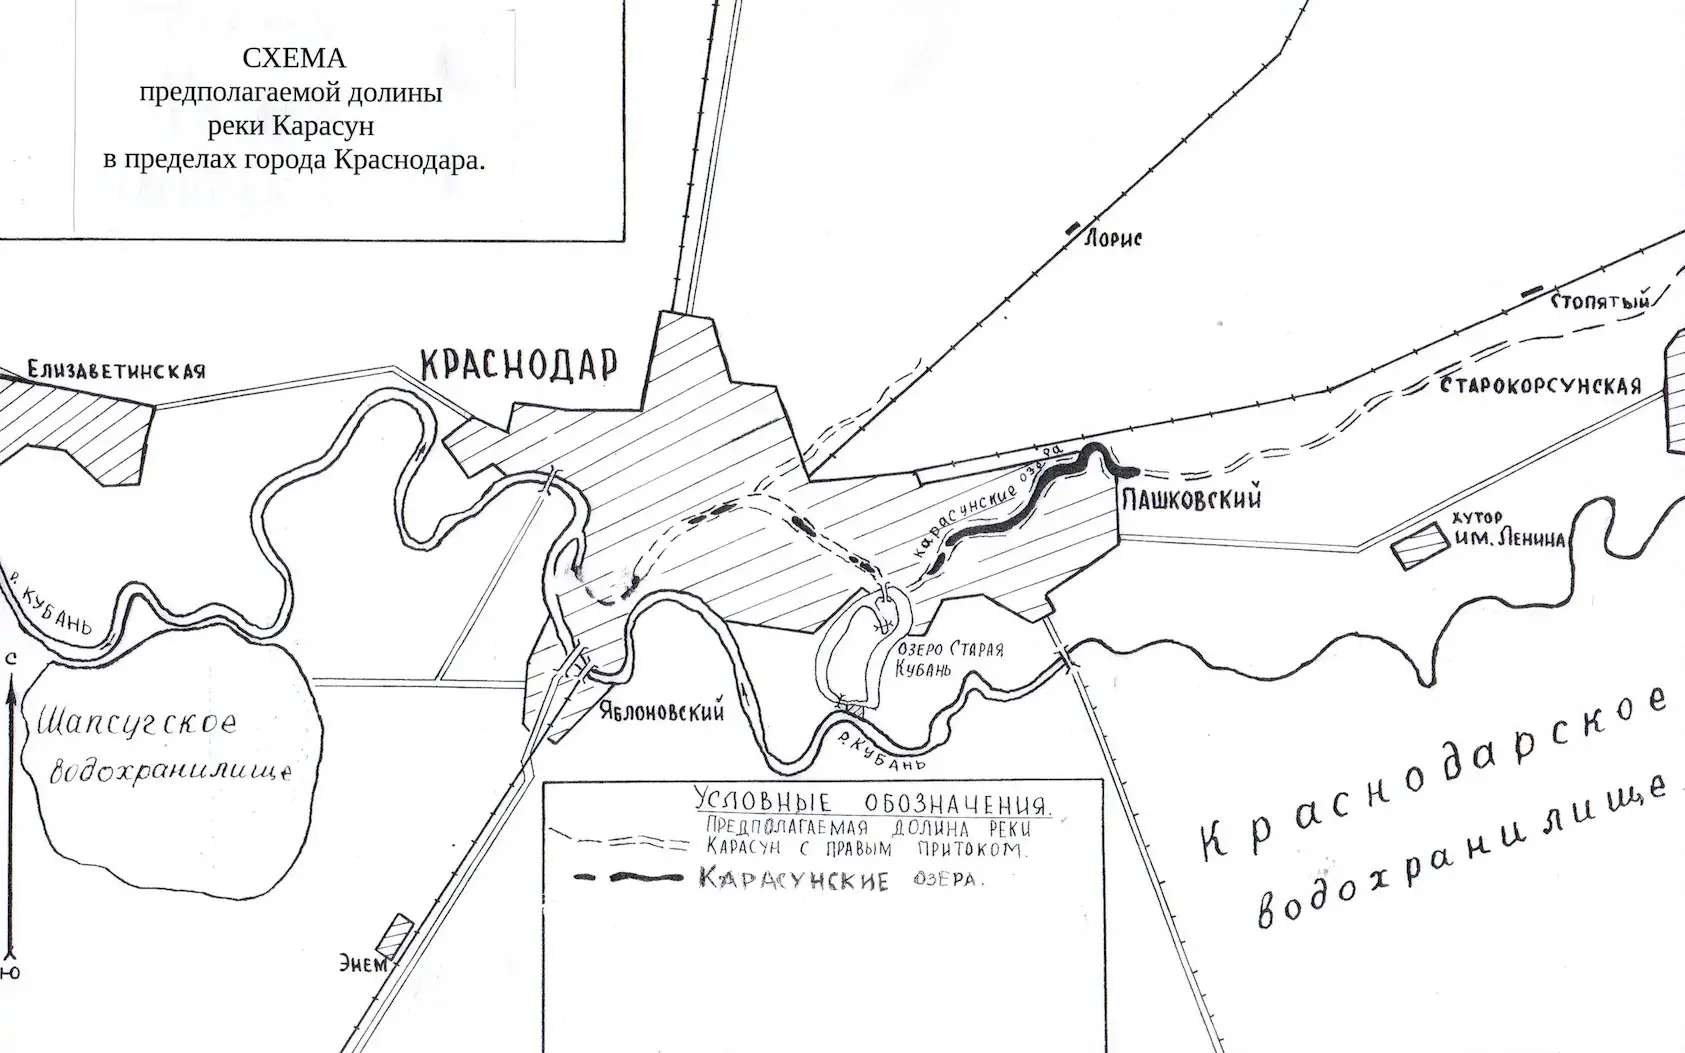 СХЕМА
предполагаемой долины
реки Карасун
в пределах города Краснодара.
Лорис
Стопятый
Елизаветинская
КРАСНОДАР
Старокорсунская
карасунские озёра
Пашковский
хутор
им. Ленина
р. Кубань
С
озеро Старая
Кубань
Шапсугское
водохранилище
Яблоновский
р. Кубань
Краснодарское
водохранилище
Условные обозначения.
Предполагаемая долина реки
Карасун с правым притоком.
Карасунские озёра.
Энем
Ю